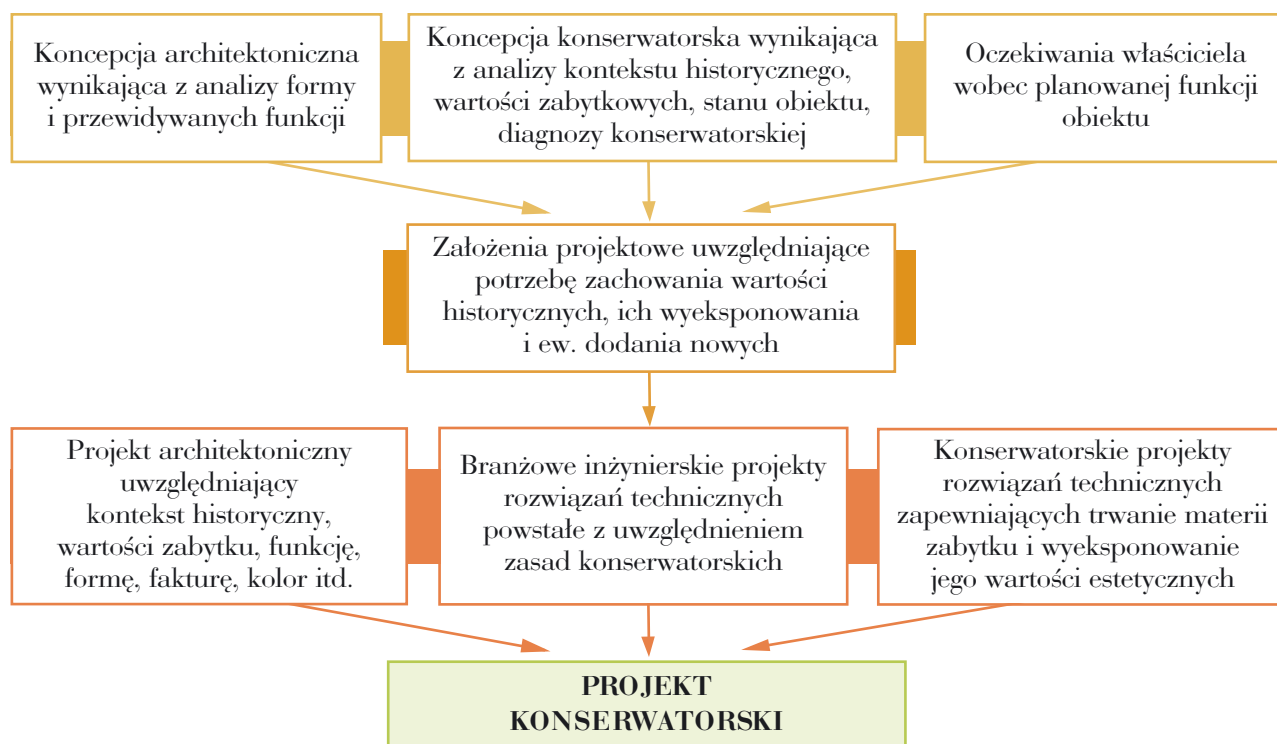 Koncepcja architektoniczna
wynikająca z analizy formy
i przewidywanych funkcji
Koncepcja konserwatorska wynikająca
z analizy kontekstu historycznego,
wartości zabytkowych, stanu obiektu,
diagnozy konserwatorskiej
Oczekiwania właściciela
wobec planowanej funkcji
obiektu
Założenia projektowe uwzględniające
potrzebę zachowania wartości
historycznych, ich wyeksponowania
i ew. dodania nowych
Projekt architektoniczny
uwzględniający
kontekst historyczny,
wartości zabytku, funkcję,
formę, fakturę, kolor itd.
Branżowe inżynierskie projekty
rozwiązań technicznych
powstałe z uwzględnieniem
zasad konserwatorskich
Konserwatorskie projekty
rozwiązań technicznych
zapewniających trwanie materii
zabytku i wyeksponowanie
jego wartości estetycznych
PROJEKT
KONSERWATORSKI